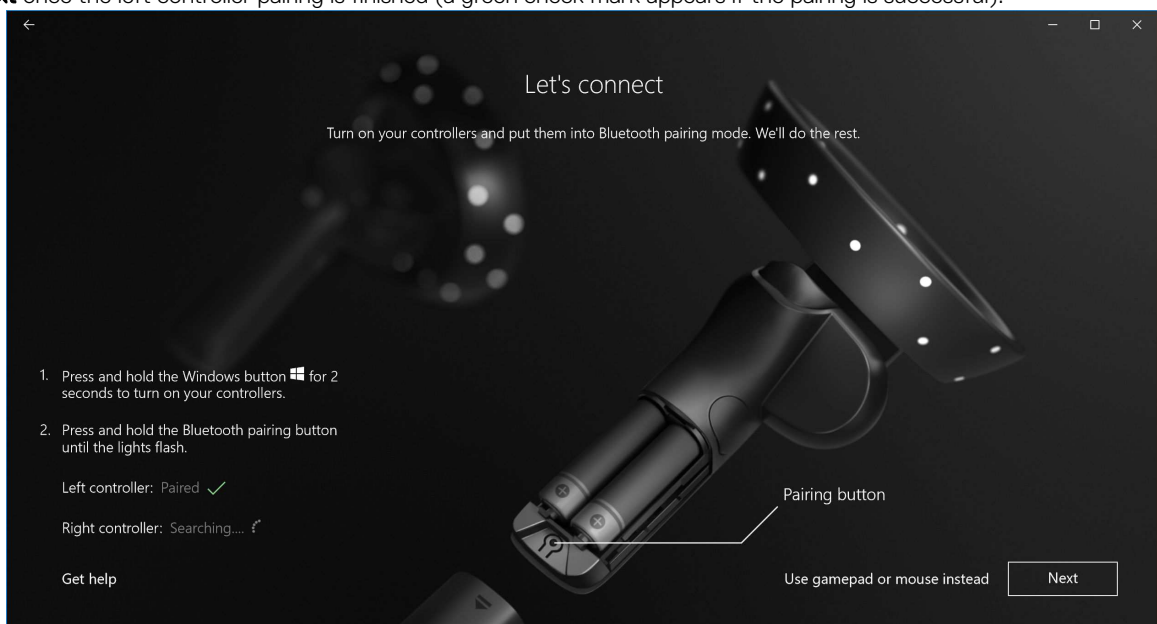 once the left controller pairing is finished (a green check mark appears if the pairing is successful).
Let's connect
Turn on your controllers and put them into Bluetooth pairing mode. We'll do the rest.
1. Press and hold the Windows button for 2
seconds to turn on your controllers.
2. Press and hold the Bluetooth pairing button
until the lights flash.
Left controller: Paired ✓
Right controller: Searching....
Pairing button
Get help
Use gamepad or mouse instead
Next